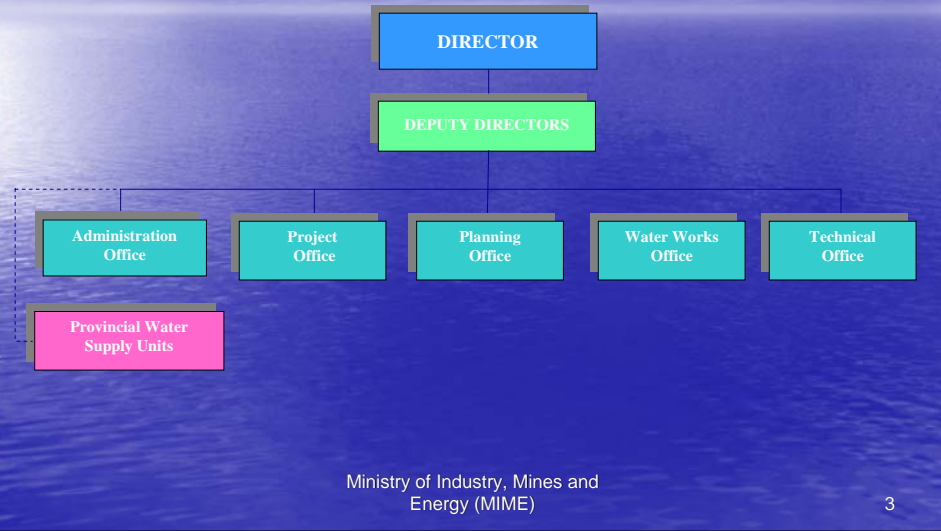 DIRECTOR
DEPUTY DIRECTORS
Administration
Office
Project
Office
Planning
Office
Water Works
Office
Technical
Office
Provincial Water
Supply Units
Ministry of Industry, Mines and
Energy (MIME)
3